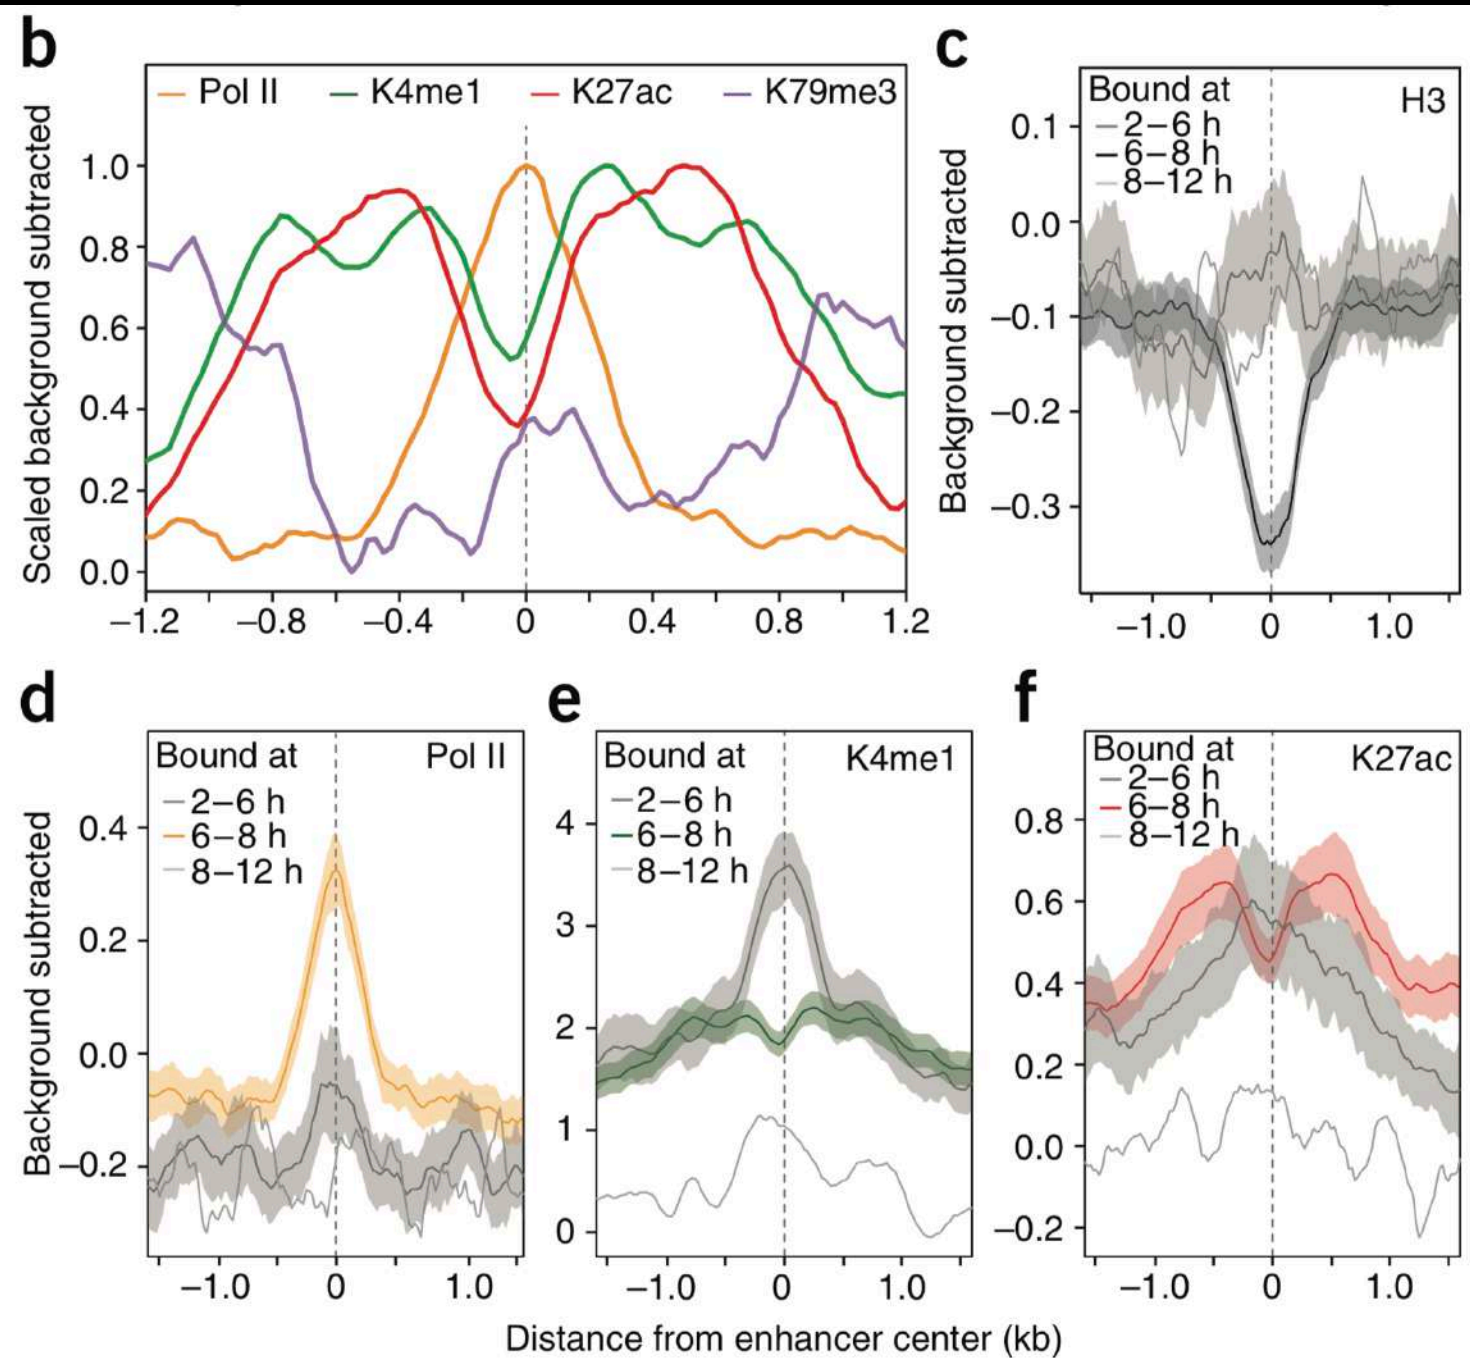 b
Pol II K4me1 K27ac K79me3
Scaled background subtracted
1.0
0.8
0.6
0.4
0.2
0.0
−1.2 −0.8 −0.4 0 0.4 0.8 1.2
c
Bound at
H3
2−6 h
6−8 h
8−12 h
Background subtracted
0.1
0.0
−0.1
−0.2
−0.3
−1.0 0 1.0
d
Bound at
Pol II
2−6 h
6−8 h
8−12 h
Background subtracted
0.4
0.2
0.0
−0.2
−1.0 0 1.0
e
Bound at
K4me1
2−6 h
6−8 h
8−12 h
4
3
2
1
0
−1.0 0 1.0
f
Bound at
K27ac
2−6 h
6−8 h
8−12 h
0.8
0.6
0.4
0.2
0.0
−0.2
−1.0 0 1.0
Distance from enhancer center (kb)